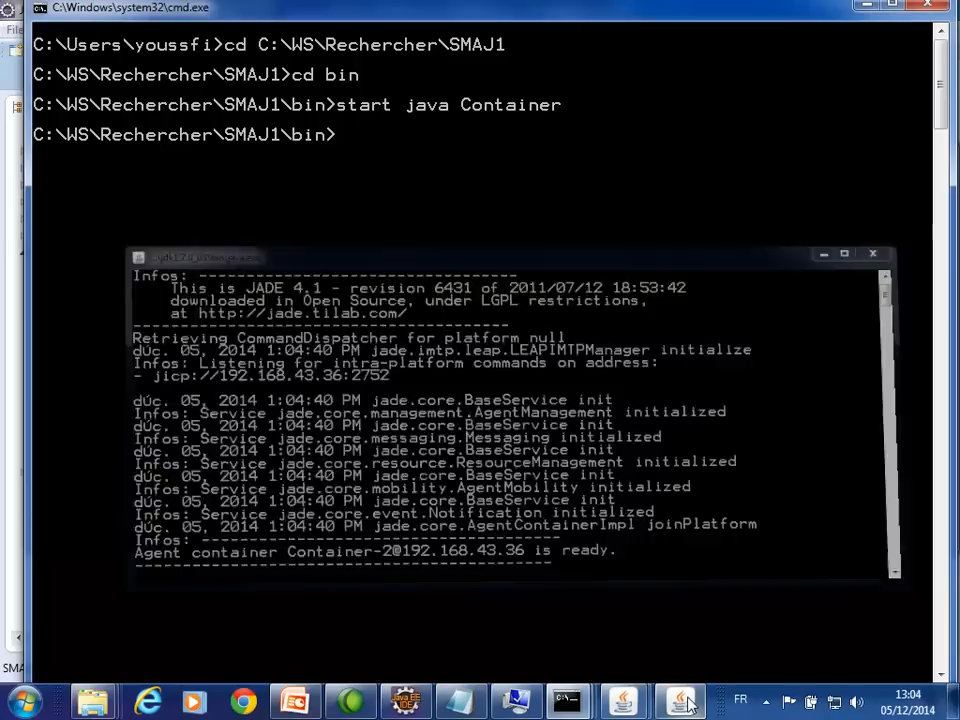 C:\Windows\system32\cmd.exe
C:\Users\youssfi>cd C:\WS\Rechercher\SMAJ1
C:\WS\Rechercher\SMAJ1>cd bin
C:\WS\Rechercher\SMAJ1\bin>start java Container
C:\WS\Rechercher\SMAJ1\bin>
Infos: ----------------------------------
This is JADE 4.1 - revision 6431 of 2011/07/12 18:53:42
downloaded in Open Source, under LGPL restrictions,
at http://jade.tilab.com/
----------------------------------------
Retrieving CommandDispatcher for platform null
dúc. 05, 2014 1:04:40 PM jade.imtp.leap.LEAPIMTPManager initialize
Infos: Listening for intra-platform commands on address:
- jicp://192.168.43.36:2752
dúc. 05, 2014 1:04:40 PM jade.core.BaseService init
Infos: Service jade.core.management.AgentManagement initialized
dúc. 05, 2014 1:04:40 PM jade.core.BaseService init
Infos: Service jade.core.messaging.Messaging initialized
dúc. 05, 2014 1:04:40 PM jade.core.BaseService init
Infos: Service jade.core.resource.ResourceManagement initialized
dúc. 05, 2014 1:04:40 PM jade.core.BaseService init
Infos: Service jade.core.mobility.AgentMobility initialized
dúc. 05, 2014 1:04:40 PM jade.core.BaseService init
Infos: Service jade.core.event.Notification initialized
dúc. 05, 2014 1:04:40 PM jade.core.AgentContainerImpl joinPlatform
Infos: --------------------------------------
Agent container Container-2@192.168.43.36 is ready.
--------------------------------------------
SMA
Java EE
IDE
FR
13:04
05/12/2014